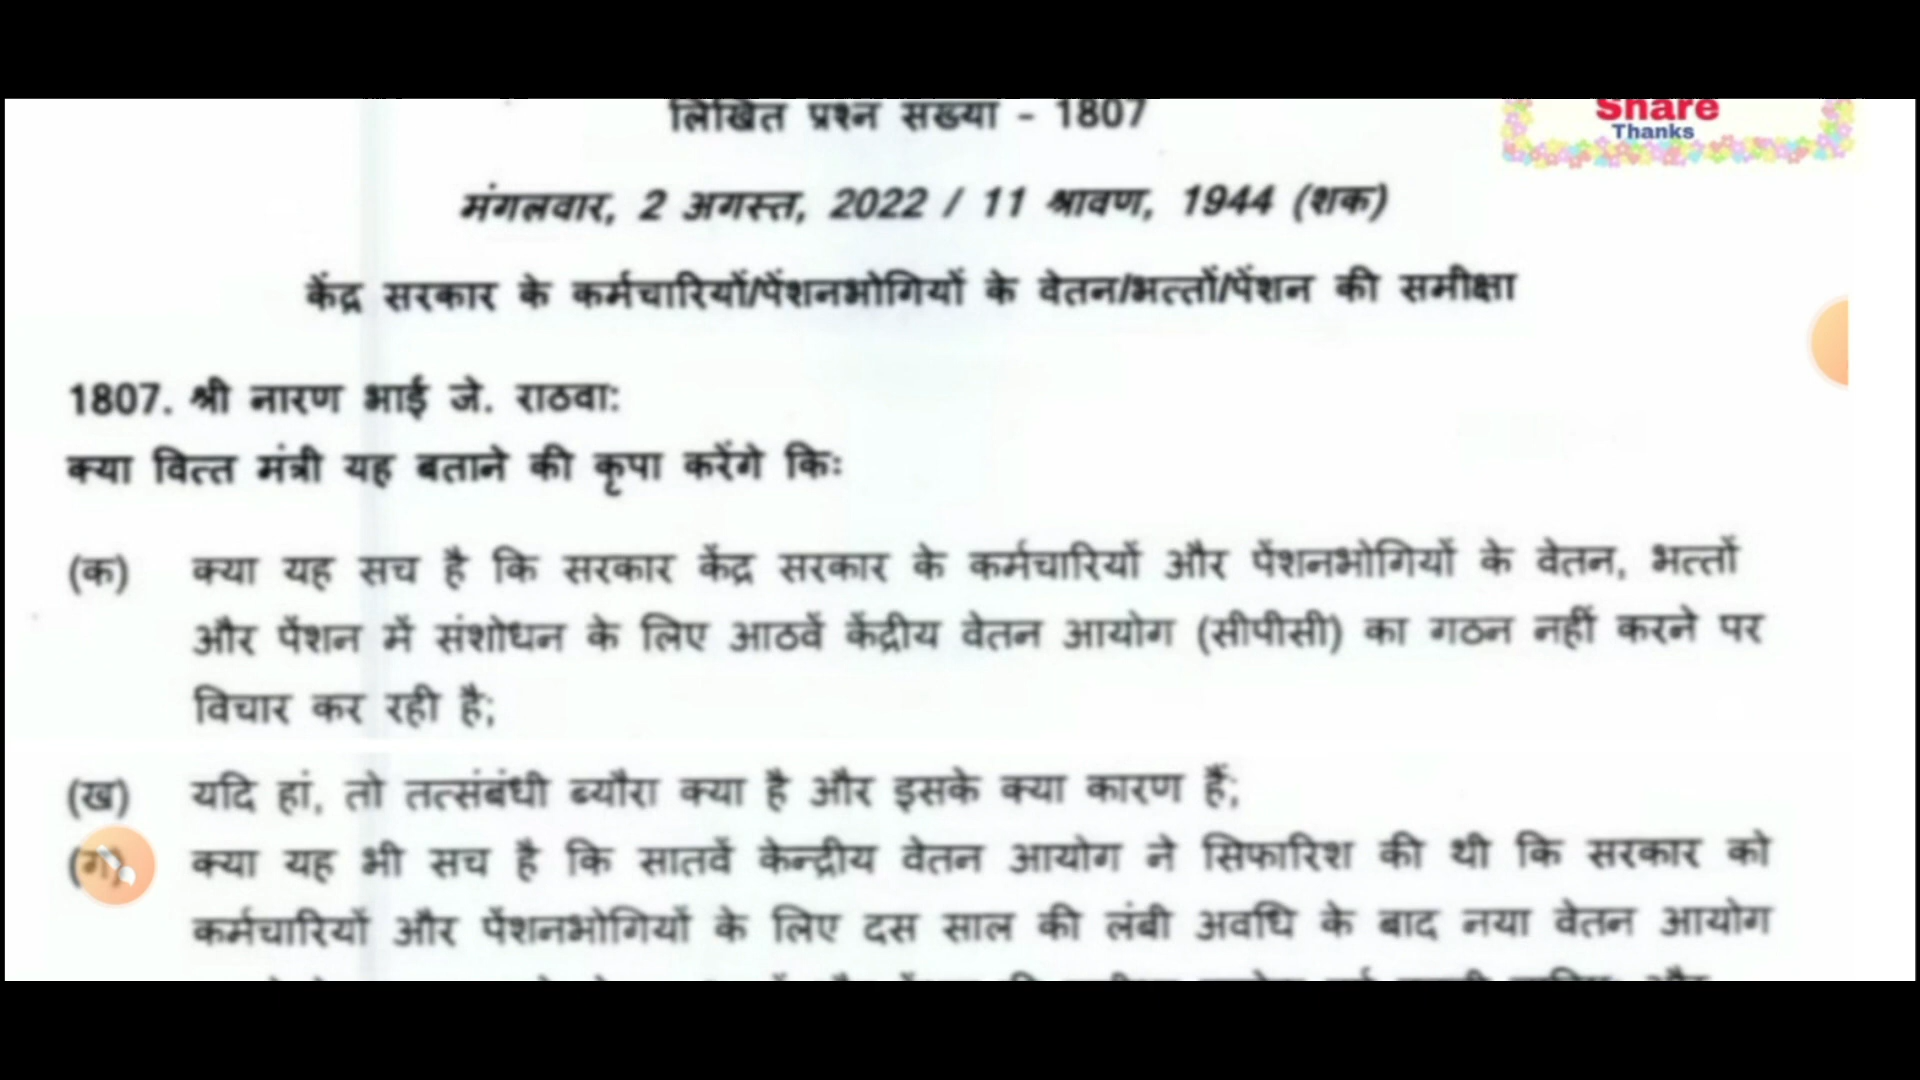 लिखित प्रश्न संख्या - 1807
Share
Thanks
मंगलवार, 2 अगस्त, 2022 / 11 श्रावण, 1944 (शक)
केंद्र सरकार के कर्मचारियों/पेंशनभोगियों के वेतन/भत्तों/पेंशन की समीक्षा
1807. श्री नारण भाई जे. राठवा:
क्या वित्त मंत्री यह बताने की कृपा करेंगे कि:
(क) क्या यह सच है कि सरकार केंद्र सरकार के कर्मचारियों और पेंशनभोगियों के वेतन, भत्तों
और पेंशन में संशोधन के लिए आठवें केंद्रीय वेतन आयोग (सीपीसी) का गठन नहीं करने पर
विचार कर रही है;
(ख) यदि हां, तो तत्संबंधी ब्यौरा क्या है और इसके क्या कारण हैं;
(ग) क्या यह भी सच है कि सातवें केन्द्रीय वेतन आयोग ने सिफारिश की थी कि सरकार को
कर्मचारियों और पेंशनभोगियों के लिए दस साल की लंबी अवधि के बाद नया वेतन आयोग